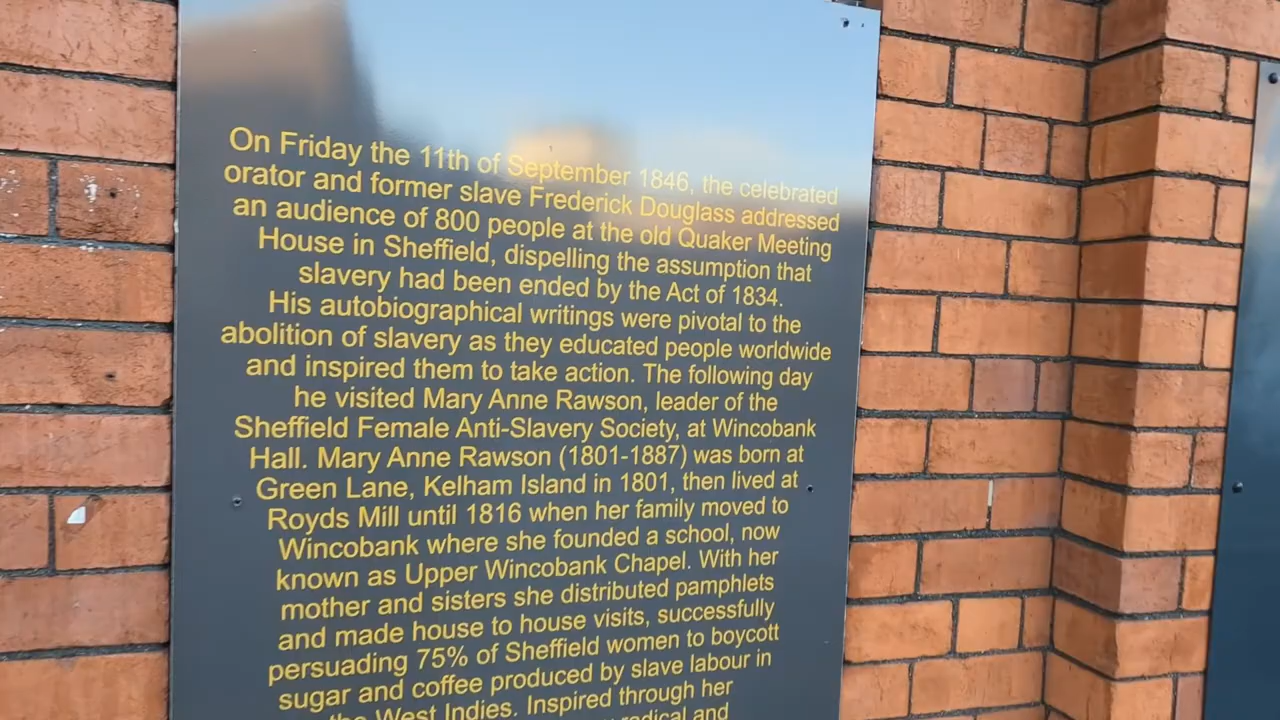 On Friday the 11th of September 1846, the celebrated
orator and former slave Frederick Douglass addressed
an audience of 800 people at the old Quaker Meeting
House in Sheffield, dispelling the assumption that
slavery had been ended by the Act of 1834.
His autobiographical writings were pivotal to the
abolition of slavery as they educated people worldwide
and inspired them to take action. The following day
he visited Mary Anne Rawson, leader of the
Sheffield Female Anti-Slavery Society, at Wincobank
Hall. Mary Anne Rawson (1801-1887) was born at
Green Lane, Kelham Island in 1801, then lived at
Royds Mill until 1816 when her family moved to
Wincobank where she founded a school, now
known as Upper Wincobank Chapel. With her
mother and sisters she distributed pamphlets
and made house to house visits, successfully
persuading 75% of Sheffield women to boycott
sugar and coffee produced by slave labour in
the West Indies. Inspired through her
radical and